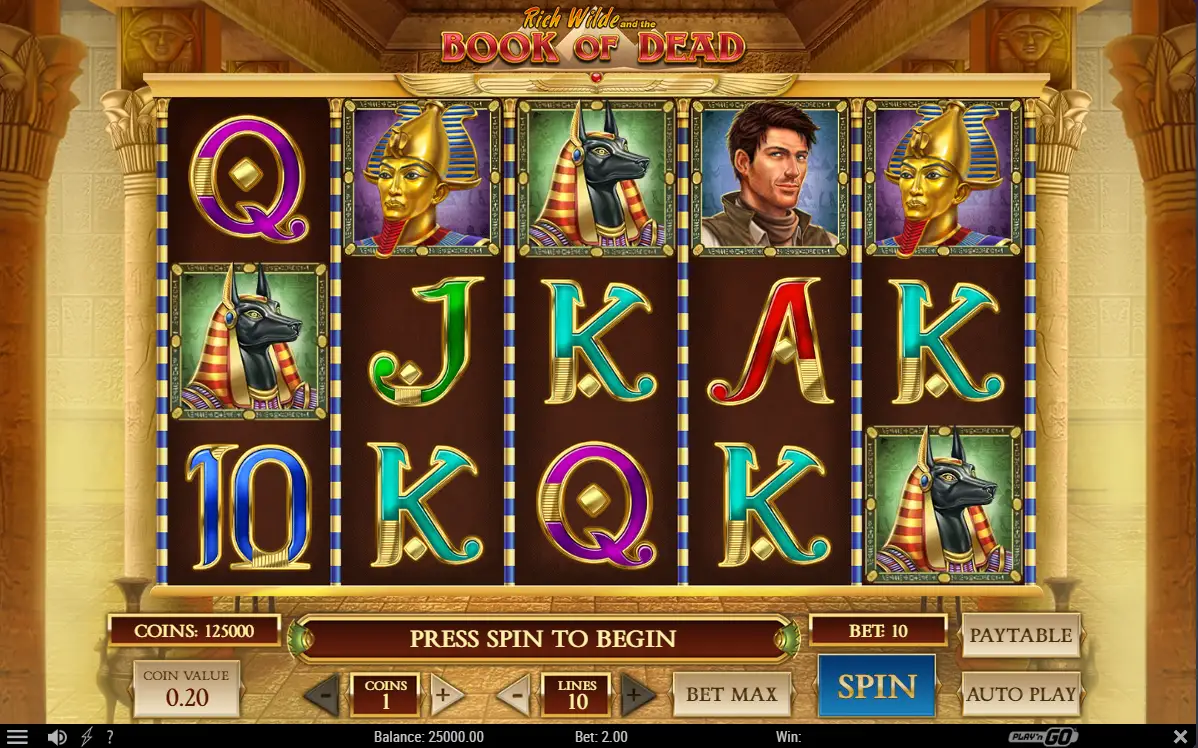 Rich Wilde and the
BOOK OF DEAD
Q
J K A K
10 K Q K
COINS: 125000
PRESS SPIN TO BEGIN
BET: 10
PAYTABLE
COIN VALUE
0.20
-
COINS
1
+
-
LINES
10
+
BET MAX
SPIN
AUTO PLAY
?
Balance: 25000.00
Bet: 2.00
Win:
PLAY'n GO